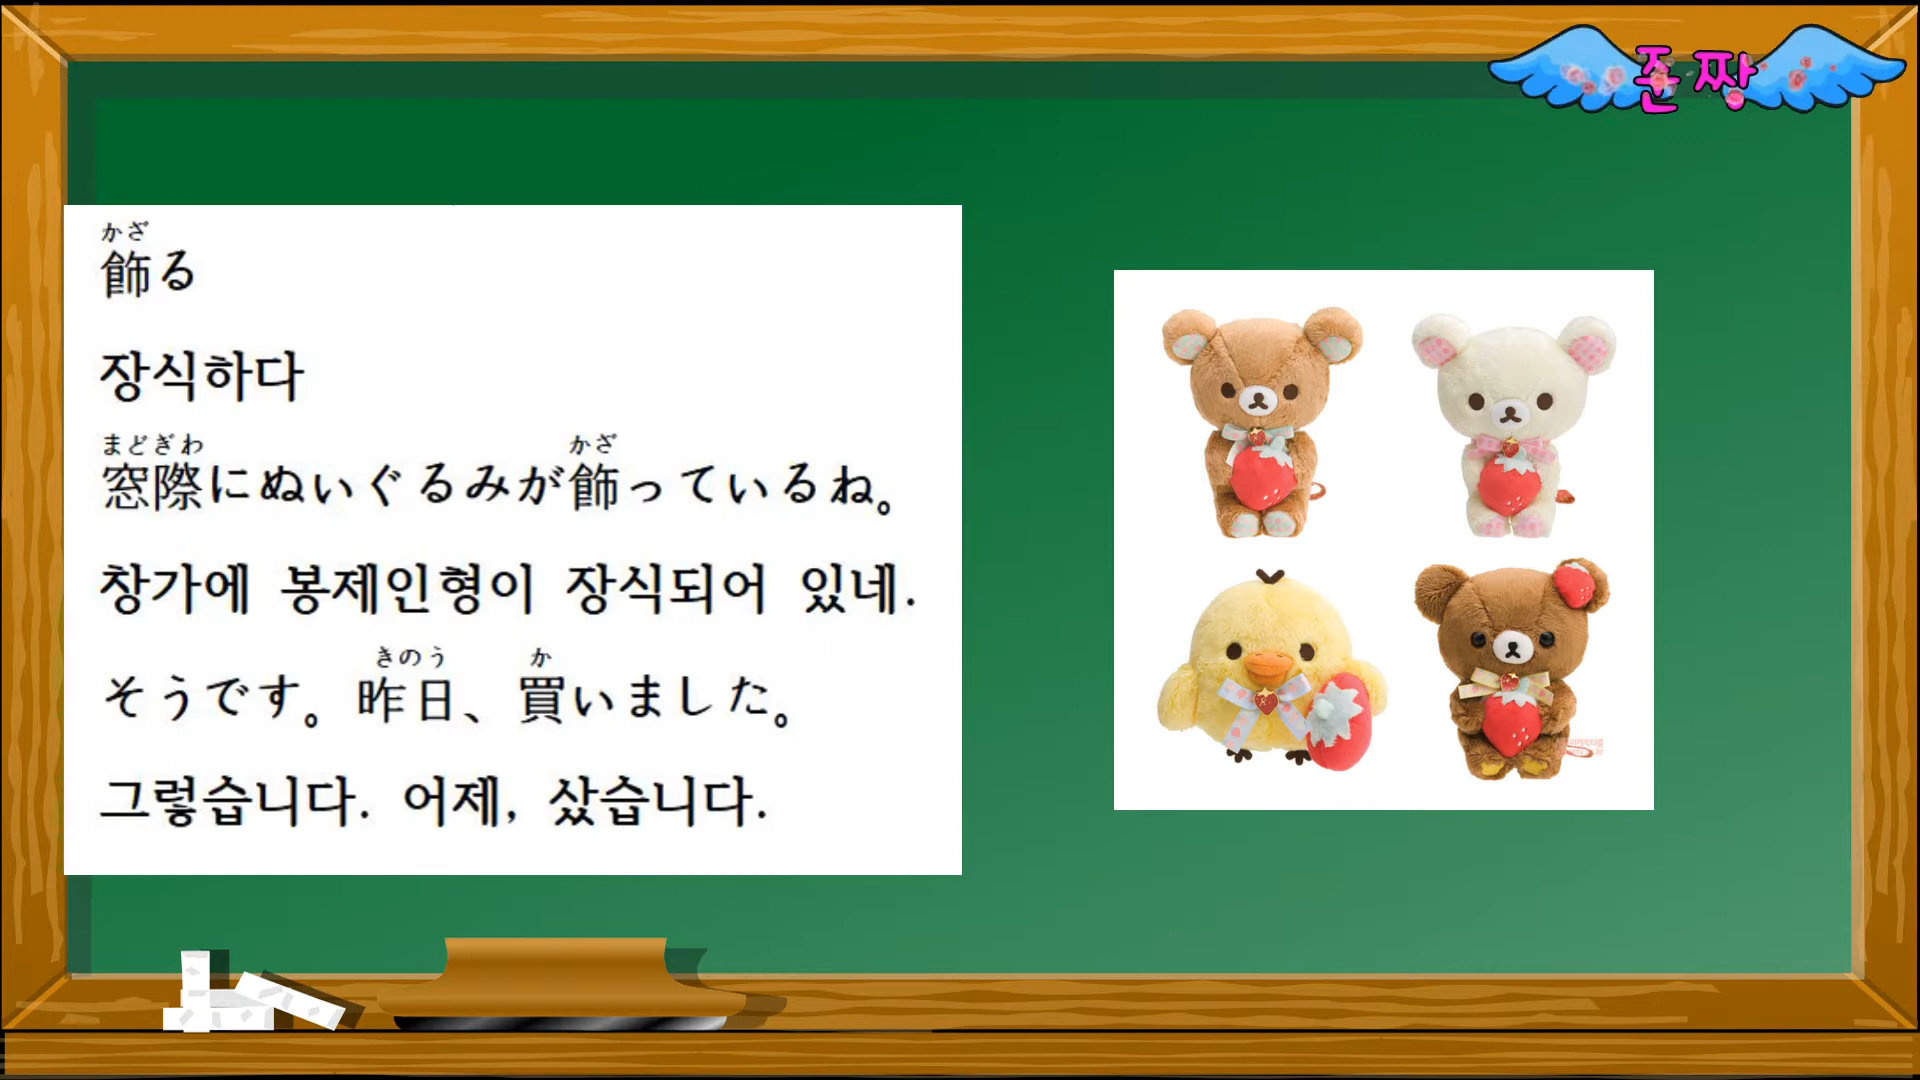 존 짱
かざ
飾る
장식하다
まどぎわ かざ
窓際にぬいぐるみが飾っているね。
창가에 봉제인형이 장식되어 있네.
きのう か
そうです。昨日、買いました。
그렇습니다. 어제, 샀습니다.